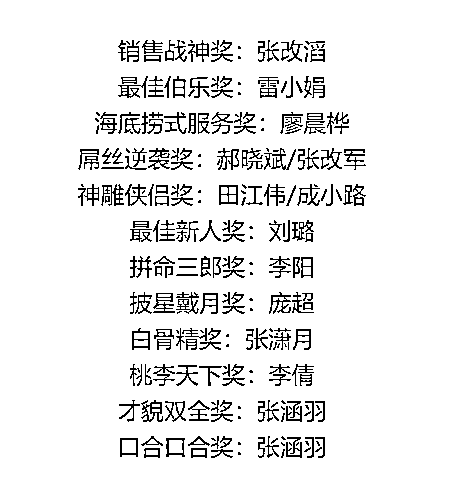 销售战神奖：张改滔
最佳伯乐奖：雷小娟
海底捞式服务奖：廖晨桦
屌丝逆袭奖：郝晓斌/张改军
神雕侠侣奖：田江伟/成小路
最佳新人奖：刘璐
拼命三郎奖：李阳
披星戴月奖：庞超
白骨精奖：张潇月
桃李天下奖：李倩
才貌双全奖：张涵羽
口合口合奖：张涵羽